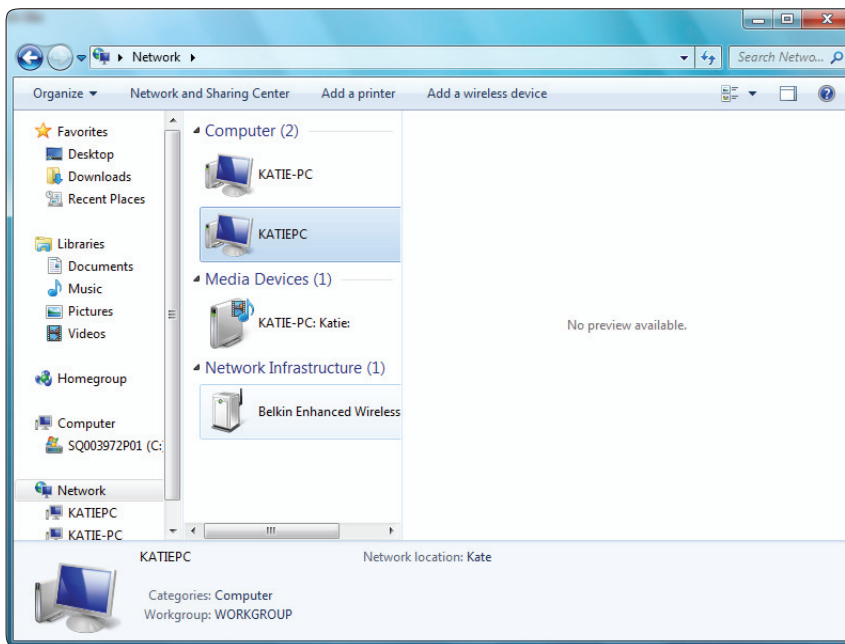 Network
Search Netwo...
Organize
Network and Sharing Center
Add a printer
Add a wireless device
Favorites
Desktop
Downloads
Recent Places
Libraries
Documents
Music
Pictures
Videos
Homegroup
Computer
SQ003972P01 (C:
Network
KATIEPC
KATIE-PC
Computer (2)
KATIE-PC
KATIEPC
Media Devices (1)
KATIE-PC: Katie:
Network Infrastructure (1)
Belkin Enhanced Wireless
No preview available.
KATIEPC
Network location: Kate
Categories: Computer
Workgroup: WORKGROUP